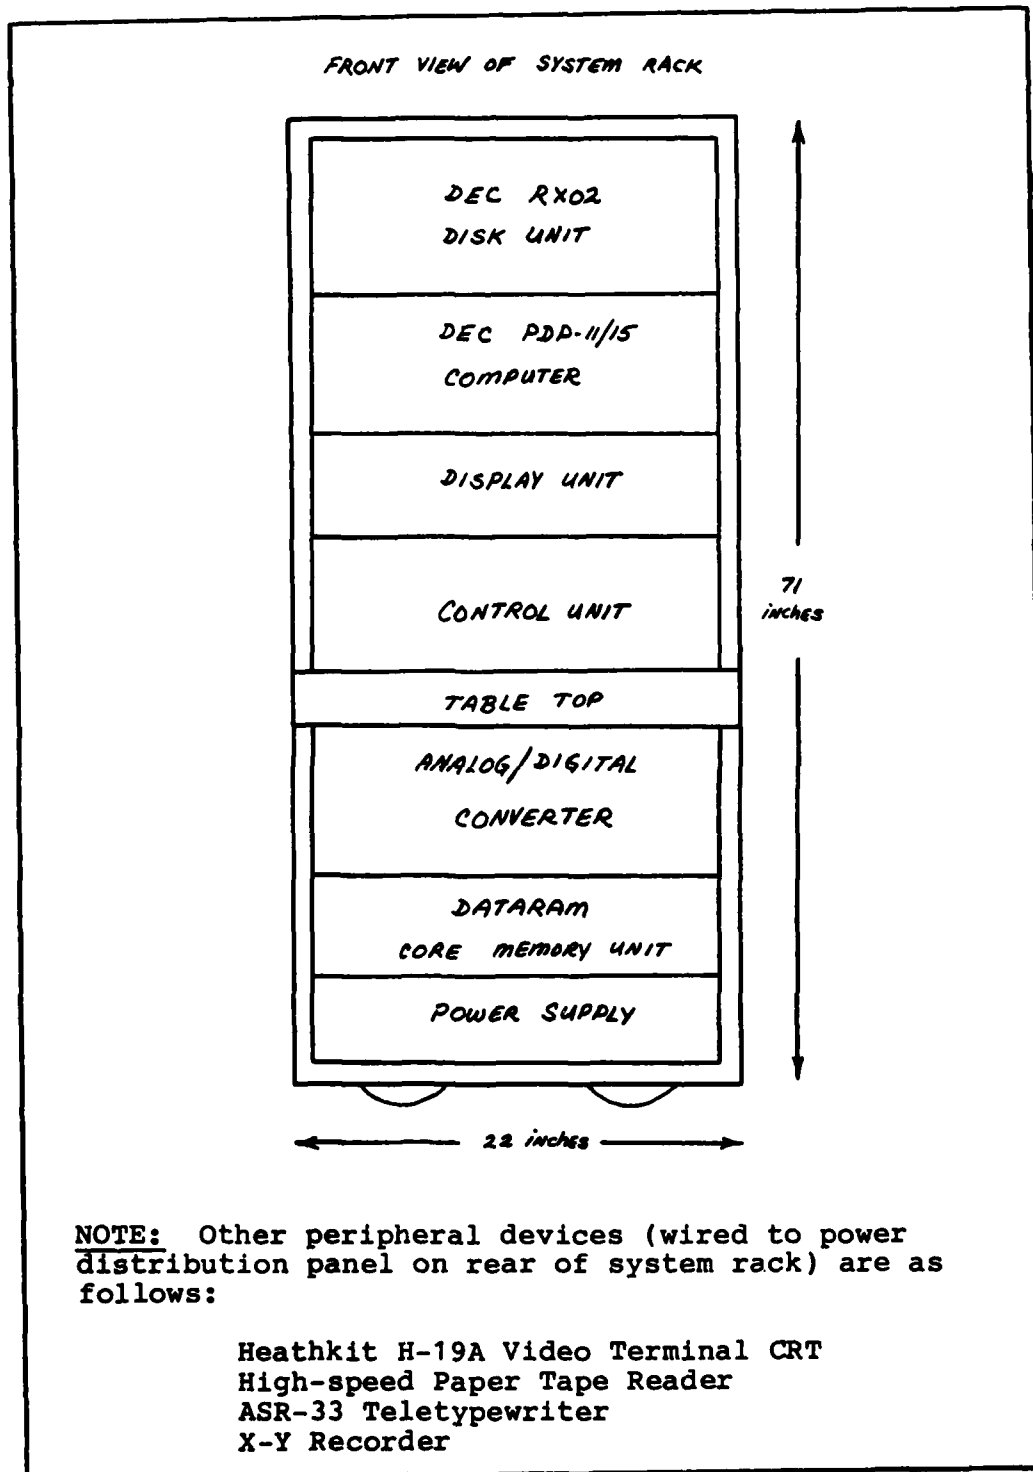 FRONT VIEW OF SYSTEM RACK
DEC RX02
DISK UNIT
DEC PDP-11/15
COMPUTER
DISPLAY UNIT
CONTROL UNIT
71
inches
TABLE TOP
ANALOG/DIGITAL
CONVERTER
DATARAM
CORE MEMORY UNIT
POWER SUPPLY
22 inches
NOTE: Other peripheral devices (wired to power
distribution panel on rear of system rack) are as
follows:
Heathkit H-19A Video Terminal CRT
High-speed Paper Tape Reader
ASR-33 Teletypewriter
X-Y Recorder